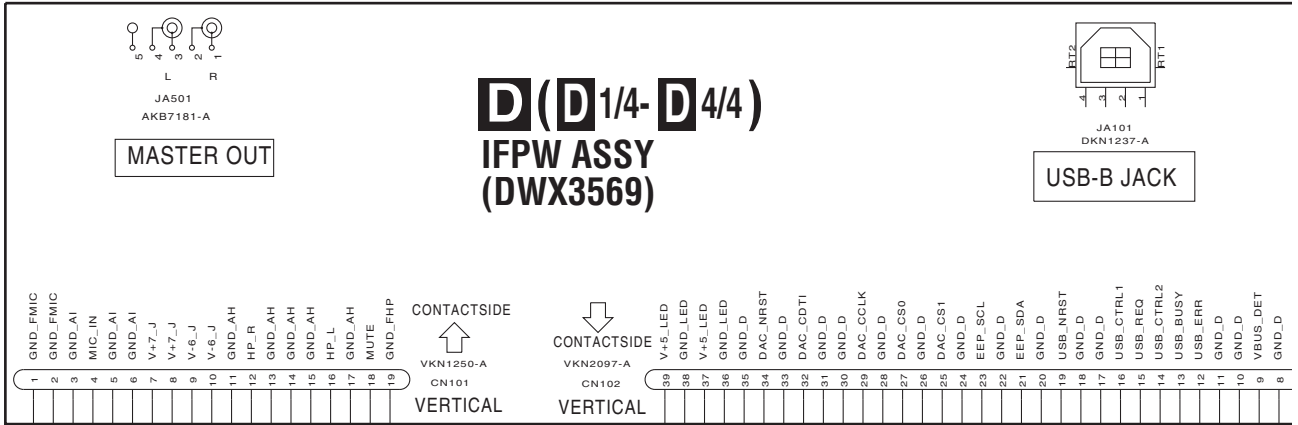 5 4 3 2 1
L R
JA501
AKB7181-A
MASTER OUT
D ( D 1/4- D 4/4 )
IFPW ASSY
(DWX3569)
RT2
RT1
4 3 2 1
JA101
DKN1237-A
USB-B JACK
GND_FMIC
GND_FMIC
GND_AI
MIC_IN
GND_AI
GND_AI
V+7_J
V+7_J
V-6_J
V-6_J
GND_AH
HP_R
GND_AH
GND_AH
GND_AH
HP_L
GND_AH
MUTE
GND_FHP
1 2 3 4 5 6 7 8 9 10 11 12 13 14 15 16 17 18 19
CONTACTSIDE
VKN1250-A
CN101
VERTICAL
CONTACTSIDE
VKN2097-A
CN102
VERTICAL
V+5_LED
GND_LED
V+5_LED
GND_LED
GND_D
DAC_NRST
GND_D
DAC_CDTI
GND_D
GND_D
DAC_CCLK
GND_D
DAC_CS0
GND_D
DAC_CS1
GND_D
EEP_SCL
GND_D
EEP_SDA
GND_D
USB_NRST
GND_D
GND_D
USB_CTRL1
USB_REQ
USB_CTRL2
USB_BUSY
USB_ERR
GND_D
GND_D
VBUS_DET
GND_D
39 38 37 36 35 34 33 32 31 30 29 28 27 26 25 24 23 22 21 20 19 18 17 16 15 14 13 12 11 10 9 8